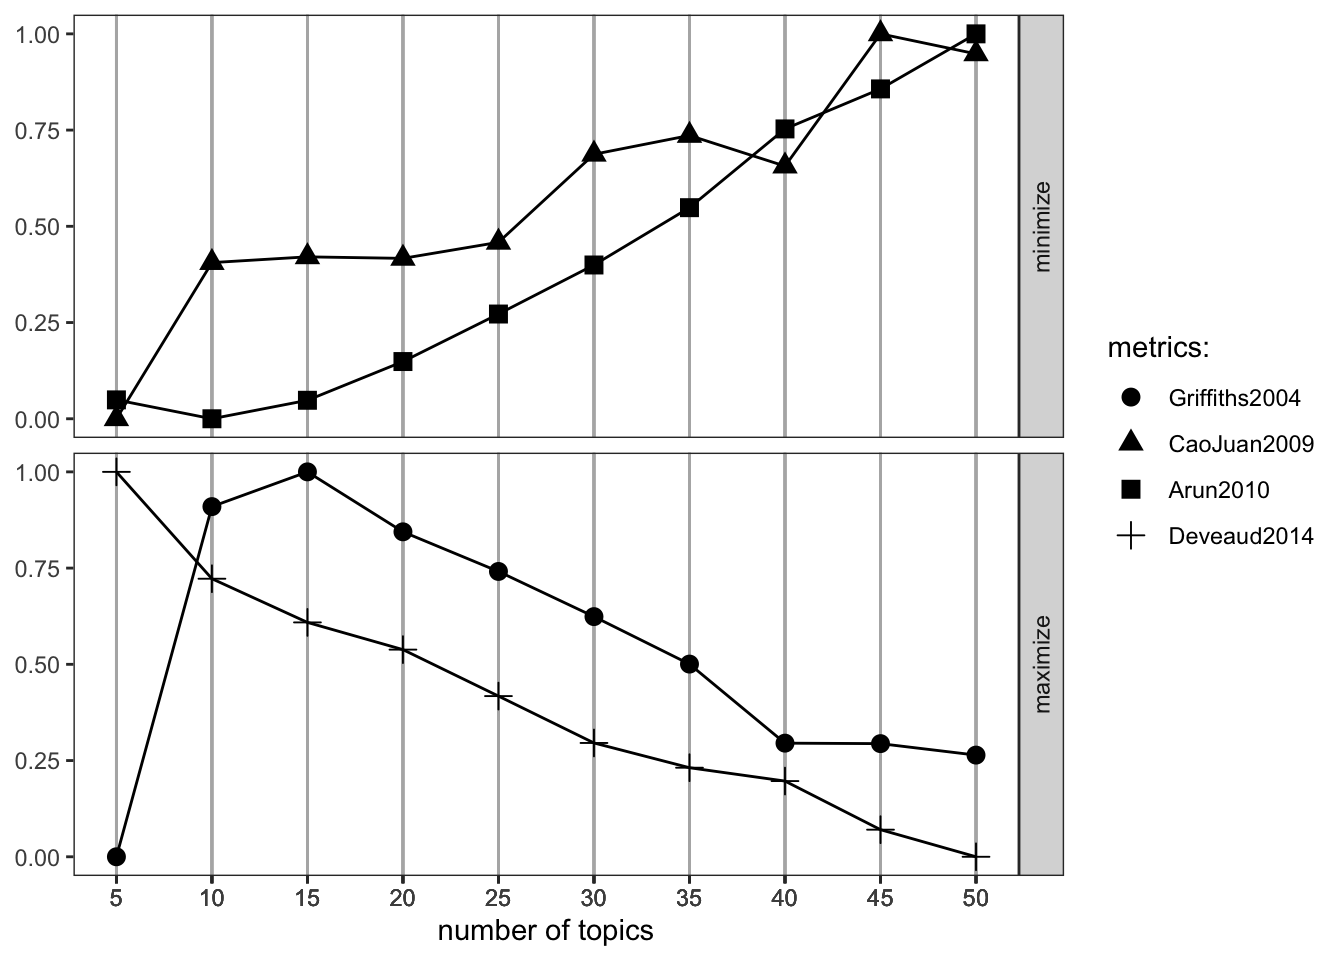 1.00
0.75
0.50
0.25
0.00
minimize
1.00
0.75
0.50
0.25
0.00
maximize
5 10 15 20 25 30 35 40 45 50
number of topics
metrics:
Griffiths2004
CaoJuan2009
Arun2010
Deveaud2014